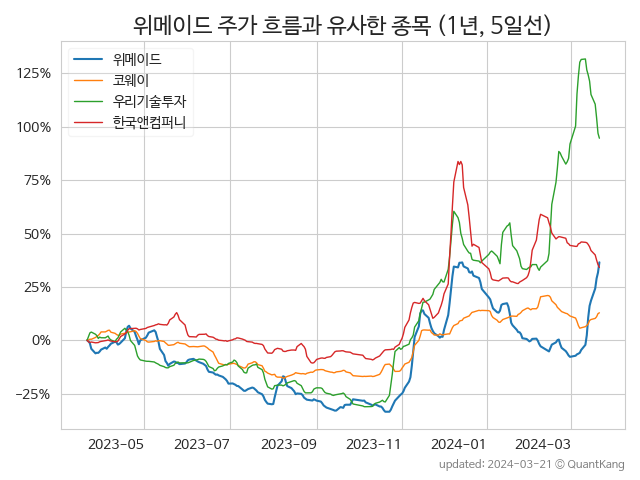 위메이드 주가 흐름과 유사한 종목 (1년, 5일선)
위메이드
코웨이
우리기술투자
한국앤컴퍼니
125%
100%
75%
50%
25%
0%
−25%
2023−05
2023−07
2023−09
2023−11
2024−01
2024−03
updated: 2024−03−21 © QuantKang